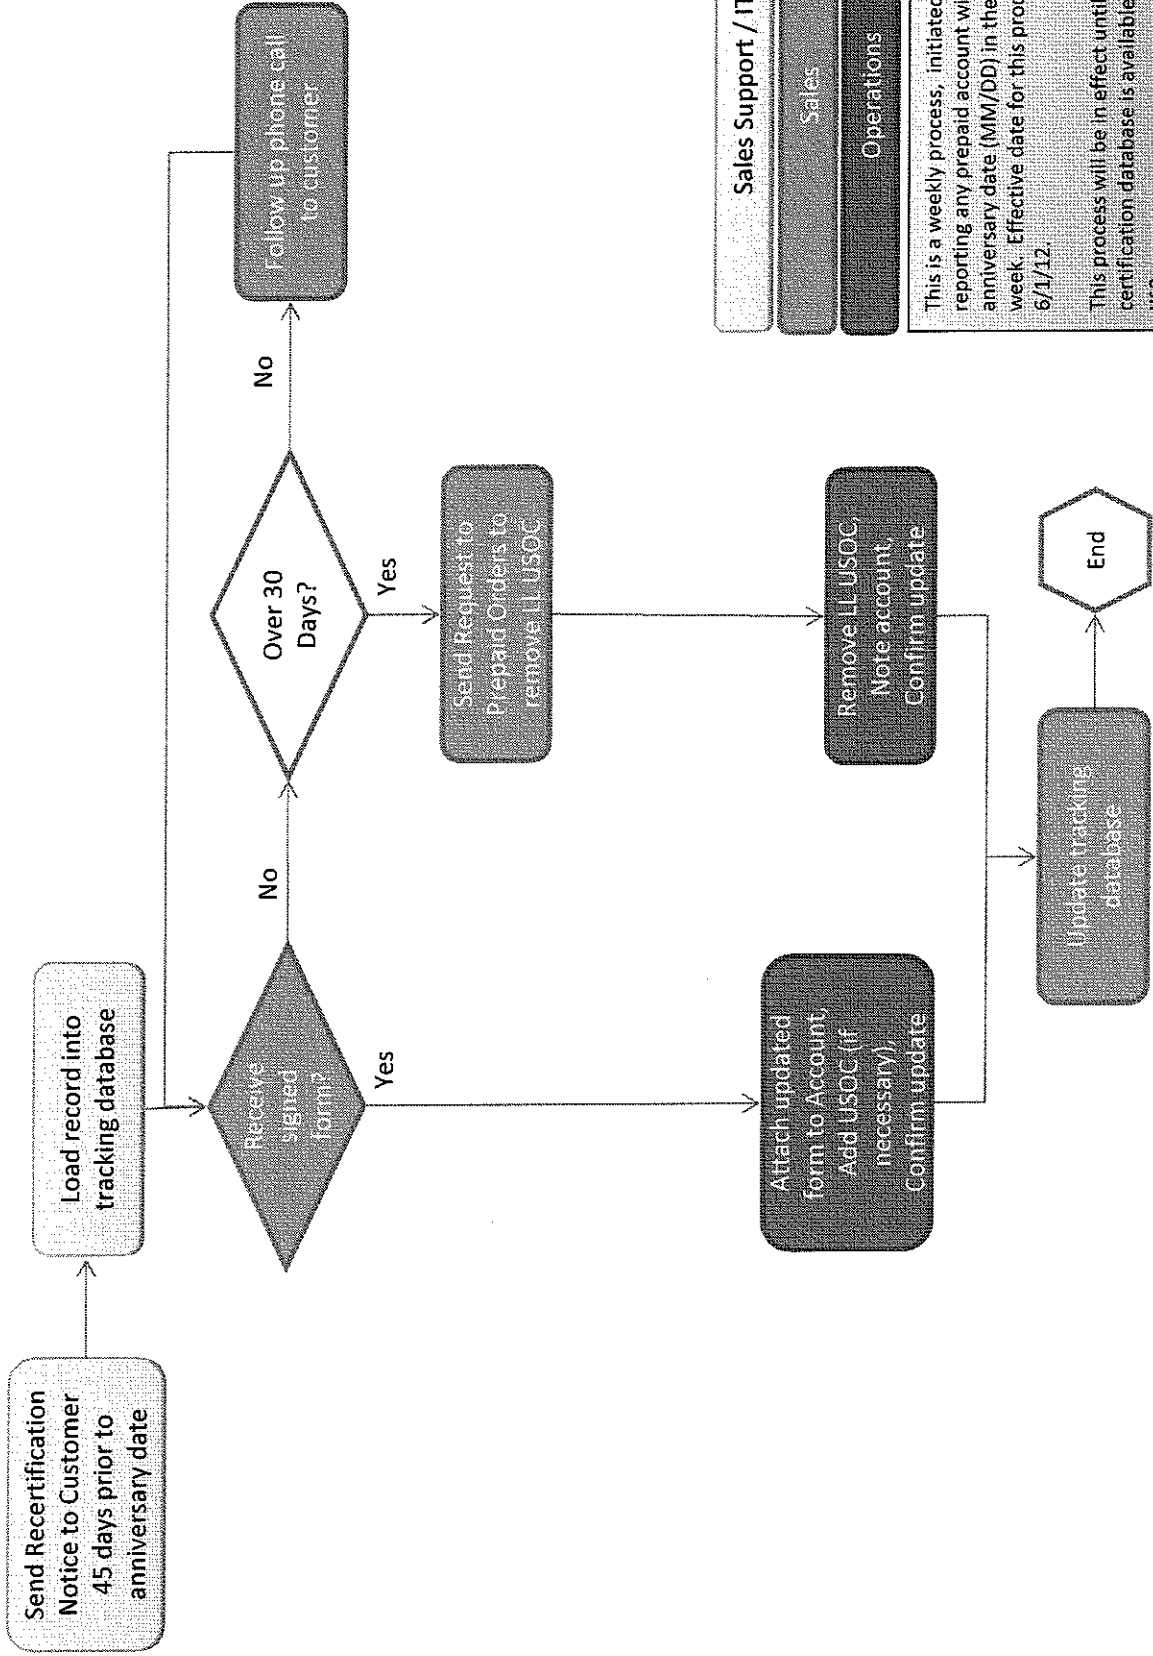 Send Recertification
Notice to Customer
45 days prior to
anniversary date
Load record into
tracking database
Receive
signed
form?
No
Yes
Over 30
Days?
No
Yes
Follow up phone call
to customer
Send Request to
Prepaid Orders to
remove LL USOC
Attach updated
form to Account,
Add USOC (if
necessary),
Confirm update
Remove LL USOC,
Note account,
Confirm update
Update tracking
database
End
Sales Support / IT
Sales
Operations
This is a weekly process, initiated
reporting any prepaid account wi
anniversary date (MM/DD) in the
week. Effective date for this proc
6/1/12.
This process will be in effect until
certification database is available